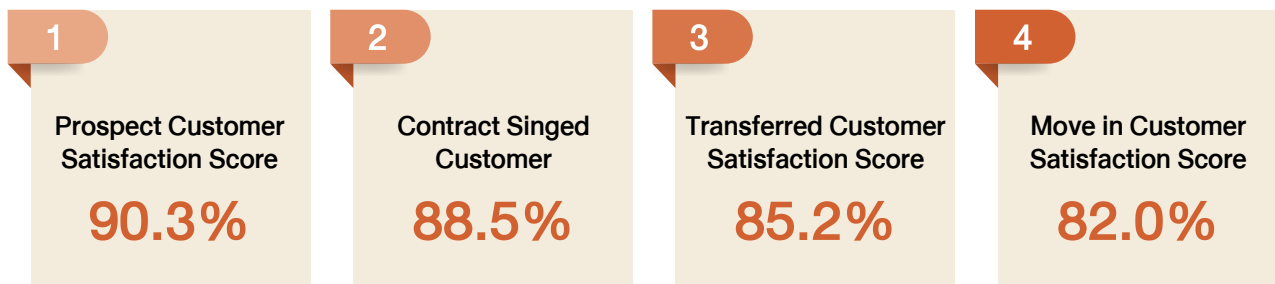 1
Prospect Customer
Satisfaction Score
90.3%
2
Contract Singed
Customer
88.5%
3
Transferred Customer
Satisfaction Score
85.2%
4
Move in Customer
Satisfaction Score
82.0%